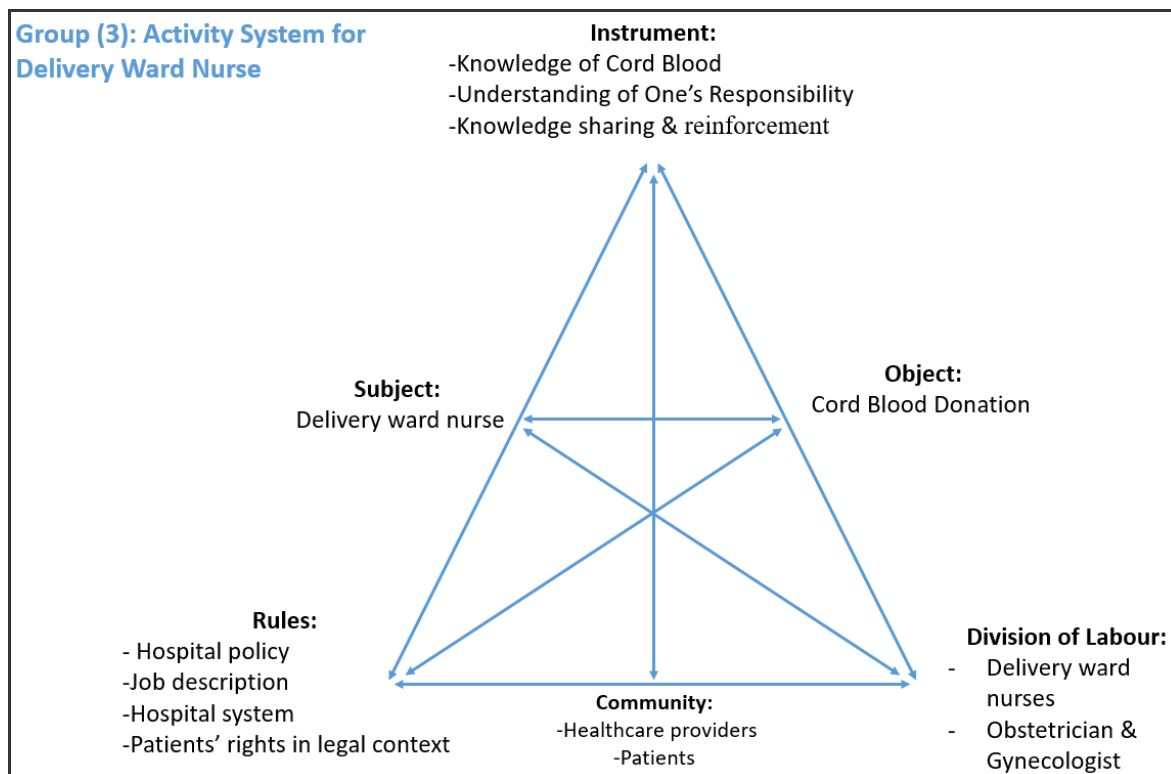 Group (3): Activity System for
Delivery Ward Nurse
Instrument:
-Knowledge of Cord Blood
-Understanding of One’s Responsibility
-Knowledge sharing & reinforcement
Subject:
Delivery ward nurse
Object:
Cord Blood Donation
Rules:
- Hospital policy
-Job description
-Hospital system
-Patients’ rights in legal context
Community:
-Healthcare providers
-Patients
Division of Labour:
- Delivery ward
nurses
- Obstetrician &
Gynecologist